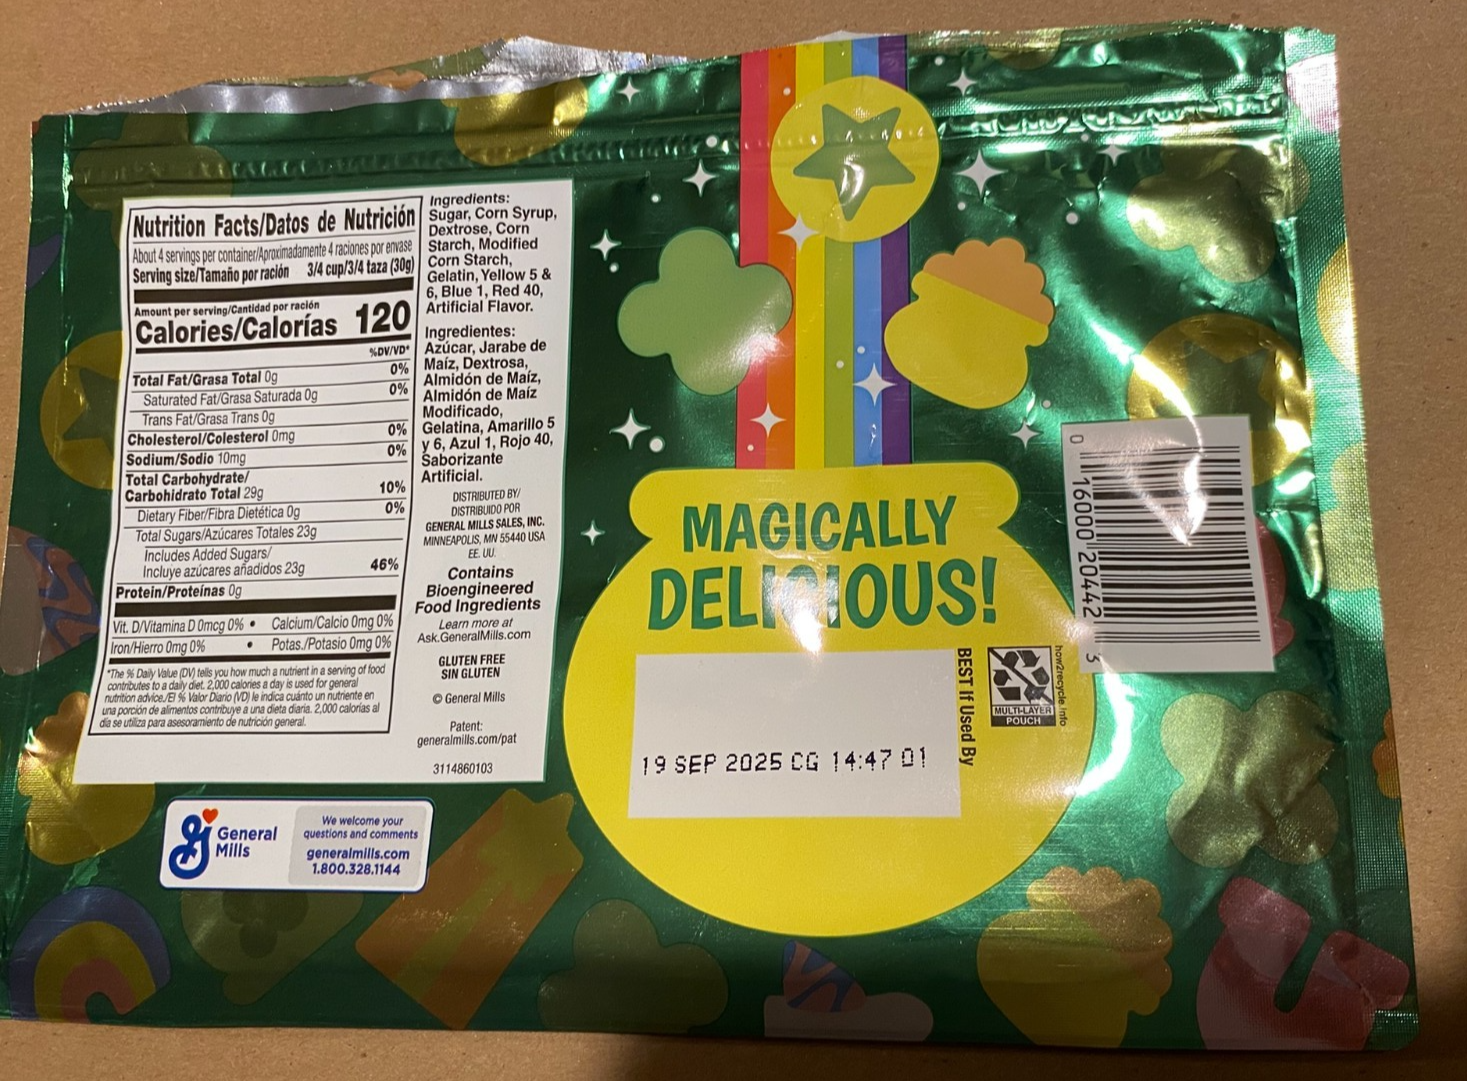 Nutrition Facts/Datos de Nutrición
About 4 servings per container/Aproximadamente 4 raciones por envase
Serving size/Tamaño por ración 3/4 cup/3/4 taza (30g)
Amount per serving/Cantidad por ración
Calories/Calorías 120
%DV/VD*
Total Fat/Grasa Total 0g 0%
Saturated Fat/Grasa Saturada 0g 0%
Trans Fat/Grasa Trans 0g
Cholesterol/Colesterol 0mg 0%
Sodium/Sodio 10mg 0%
Total Carbohydrate/
Carbohidrato Total 29g 10%
Dietary Fiber/Fibra Dietética 0g 0%
Total Sugars/Azúcares Totales 23g
Includes Added Sugars/
Incluye azúcares añadidos 23g 46%
Protein/Proteínas 0g
Vit. D/Vitamina D 0mcg 0% • Calcium/Calcio 0mg 0%
Iron/Hierro 0mg 0% • Potas./Potasio 0mg 0%
*The % Daily Value (DV) tells you how much a nutrient in a serving of food
contributes to a daily diet. 2,000 calories a day is used for general
nutrition advice./El % Valor Diario (VD) le indica cuánto un nutriente en
una porción de alimentos contribuye a una dieta diaria. 2,000 calorías al
día se utiliza para asesoramiento de nutrición general.
Ingredients:
Sugar, Corn Syrup,
Dextrose, Corn
Starch, Modified
Corn Starch,
Gelatin, Yellow 5 &
6, Blue 1, Red 40,
Artificial Flavor.
Ingredientes:
Azúcar, Jarabe de
Maíz, Dextrosa,
Almidón de Maíz,
Almidón de Maíz
Modificado,
Gelatina, Amarillo 5
y 6, Azul 1, Rojo 40,
Saborizante
Artificial.
DISTRIBUTED BY/
DISTRIBUIDO POR
GENERAL MILLS SALES, INC.
MINNEAPOLIS, MN 55440 USA
EE. UU.
Contains
Bioengineered
Food Ingredients
Learn more at
Ask.GeneralMills.com
GLUTEN FREE
SIN GLUTEN
© General Mills
Patent:
generalmills.com/pat
3114860103
General
Mills
We welcome your
questions and comments
generalmills.com
1.800.328.1144
MAGICALLY
DELICIOUS!
19 SEP 2025 CG 14:47 01
BEST If Used By
how2recycle.info
MULTI-LAYER
POUCH
0 16000 20442 3